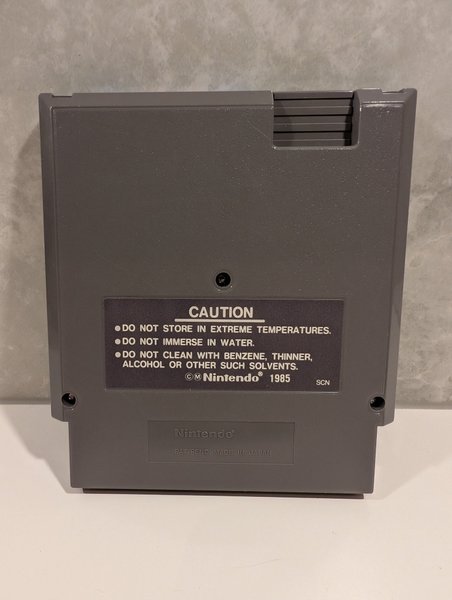 CAUTION
●DO NOT STORE IN EXTREME TEMPERATURES.
●DO NOT IMMERSE IN WATER.
●DO NOT CLEAN WITH BENZENE, THINNER,
ALCOHOL OR OTHER SUCH SOLVENTS.
©Ⓜ Nintendo® 1985
SCN
Nintendo®